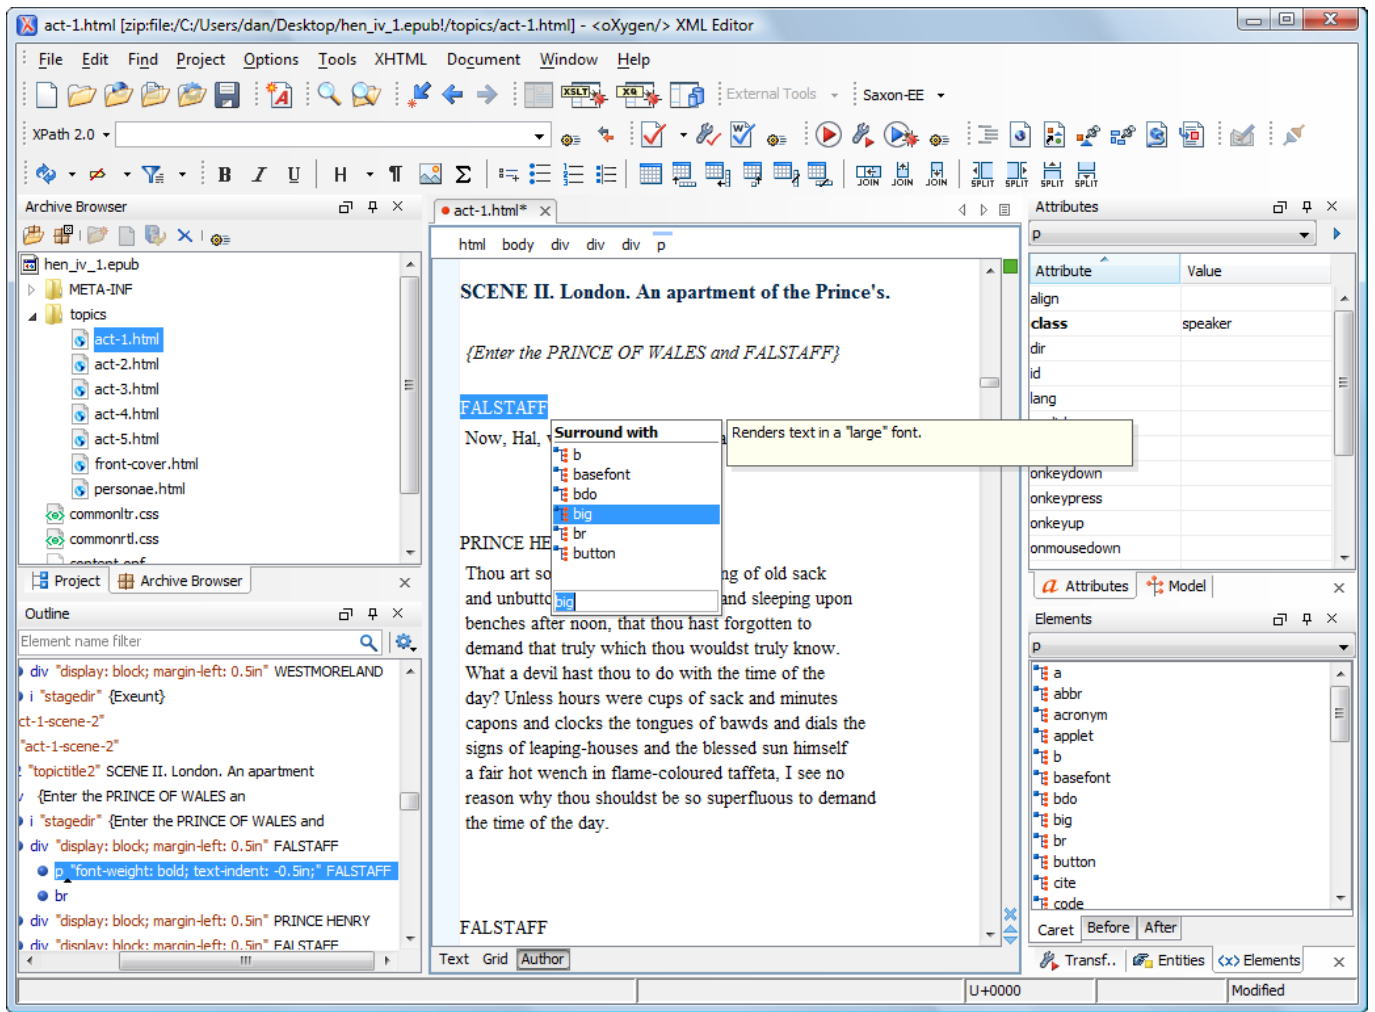 act-1.html [zip:file:/C:/Users/dan/Desktop/hen_iv_1.epub!/topics/act-1.html] - <oXygen/> XML Editor
File Edit Find Project Options Tools XHTML Document Window Help
XSLT XQ External Tools Saxon-EE
XPath 2.0
B I U H ¶ Σ JOIN JOIN JOIN SPLIT SPLIT SPLIT SPLIT
Archive Browser
hen_iv_1.epub
META-INF
topics
act-1.html
act-2.html
act-3.html
act-4.html
act-5.html
front-cover.html
personae.html
commonltr.css
commonrtl.css
content.opf
Project Archive Browser
Outline
Element name filter
div "display: block; margin-left: 0.5in" WESTMORELAND
i "stagedir" {Exeunt}
ct-1-scene-2"
"act-1-scene-2"
"topictitle2" SCENE II. London. An apartment
{Enter the PRINCE OF WALES an
i "stagedir" {Enter the PRINCE OF WALES and
div "display: block; margin-left: 0.5in" FALSTAFF
p "font-weight: bold; text-indent: -0.5in;" FALSTAFF
br
div "display: block; margin-left: 0.5in" PRINCE HENRY
div "display: block; margin-left: 0.5in" FALSTAFF
act-1.html*
html body div div div p
SCENE II. London. An apartment of the Prince's.
{Enter the PRINCE OF WALES and FALSTAFF}
FALSTAFF
Now, Hal,
Surround with
b
basefont
bdo
big
br
button
big
Renders text in a "large" font.
PRINCE HE
Thou art so ng of old sack
and unbutto and sleeping upon
benches after noon, that thou hast forgotten to
demand that truly which thou wouldst truly know.
What a devil hast thou to do with the time of the
day? Unless hours were cups of sack and minutes
capons and clocks the tongues of bawds and dials the
signs of leaping-houses and the blessed sun himself
a fair hot wench in flame-coloured taffeta, I see no
reason why thou shouldst be so superfluous to demand
the time of the day.
FALSTAFF
Text Grid Author
Attributes
p
Attribute Value
align
class speaker
dir
id
lang
onkeydown
onkeypress
onkeyup
onmousedown
Attributes Model
Elements
p
a
abbr
acronym
applet
b
basefont
bdo
big
br
button
cite
code
Caret Before After
Transf.. Entities Elements
U+0000 Modified